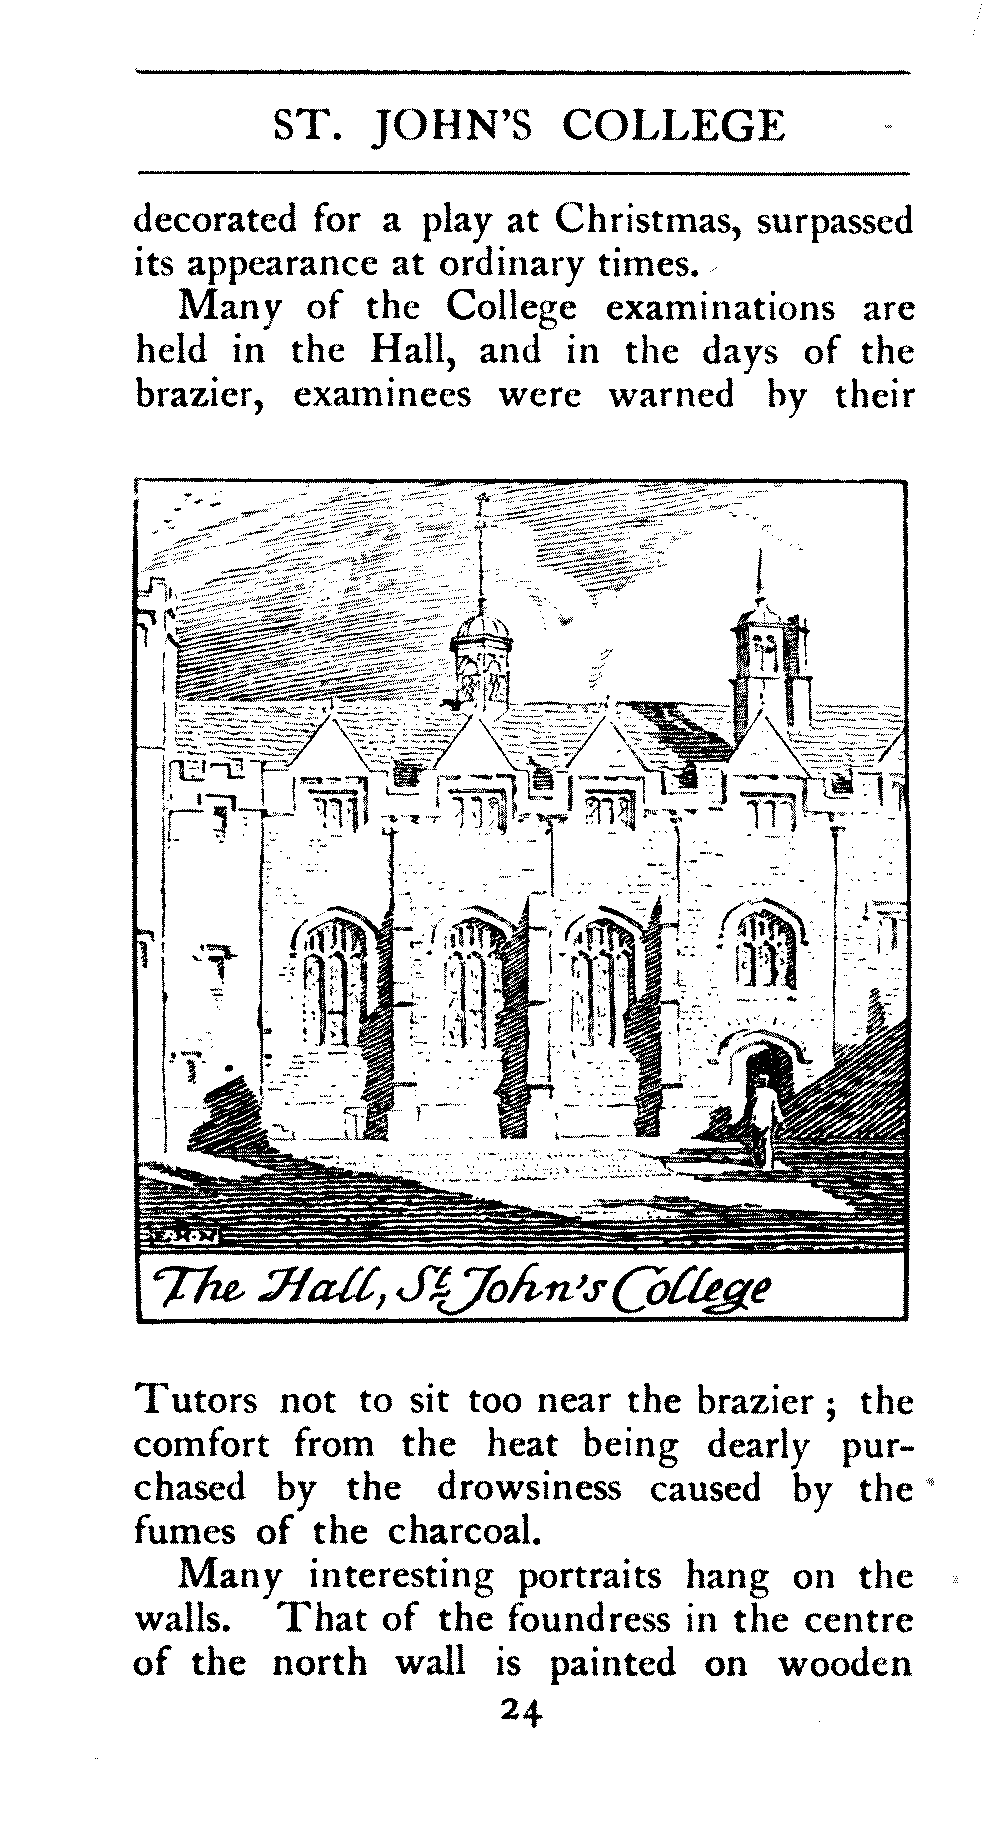 ST. JOHN'S COLLEGE
decorated for a play at Christmas, surpassed
its appearance at ordinary times.
Many of the College examinations are
held in the Hall, and in the days of the
brazier, examinees were warned by their
E.H.N
The Hall, St John's College
Tutors not to sit too near the brazier ; the
comfort from the heat being dearly pur-
chased by the drowsiness caused by the
fumes of the charcoal.
Many interesting portraits hang on the
walls. That of the foundress in the centre
of the north wall is painted on wooden
24